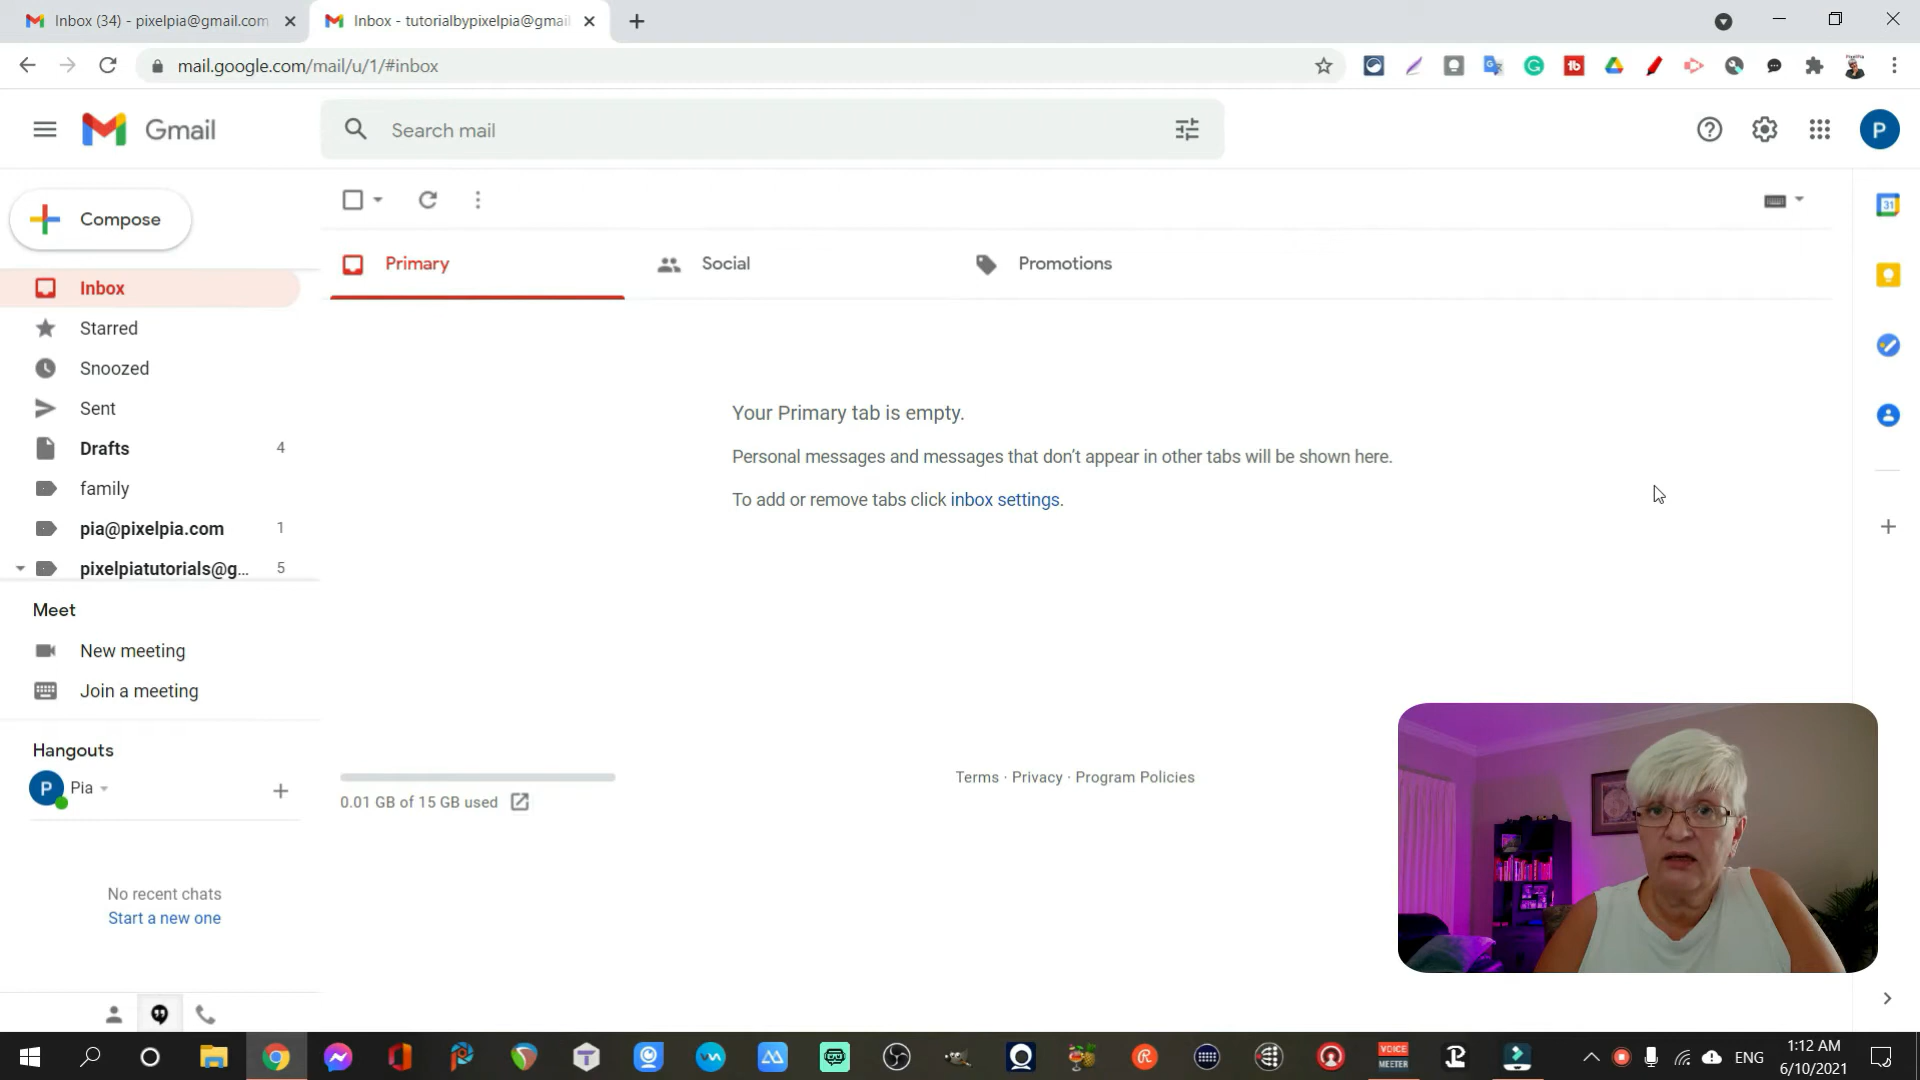 Inbox (34) - pixelpia@gmail.com
Inbox - tutorialbypixelpia@gmail
mail.google.com/mail/u/1/#inbox
Gmail
Search mail
P
Compose
31
Primary
Social
Promotions
Inbox
Starred
Snoozed
Sent
Drafts 4
family
pia@pixelpia.com 1
pixelpiatutorials@g... 5
Your Primary tab is empty.
Personal messages and messages that don't appear in other tabs will be shown here.
To add or remove tabs click inbox settings.
Meet
New meeting
Join a meeting
Hangouts
P Pia
0.01 GB of 15 GB used
Terms · Privacy · Program Policies
No recent chats
Start a new one
VOICE
MEETER
ENG
1:12 AM
6/10/2021